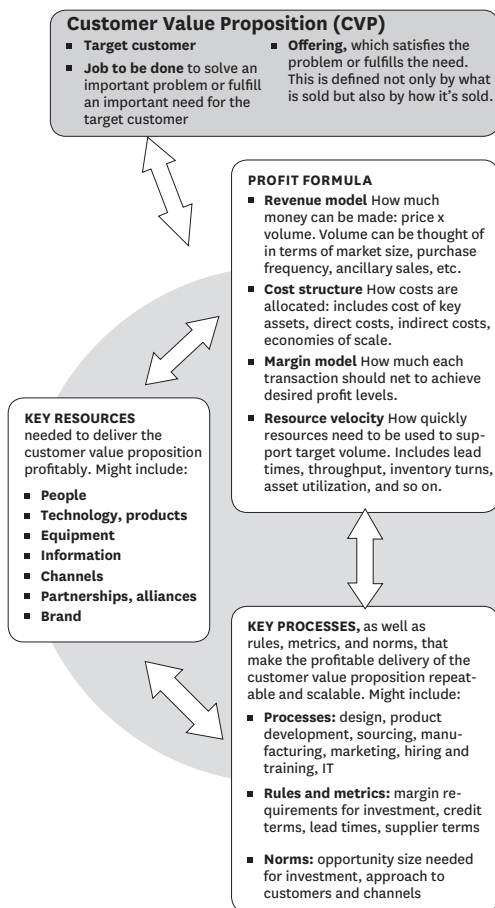 Customer Value Proposition (CVP)
■ Target customer
■ Job to be done to solve an
important problem or fulfill
an important need for the
target customer
■ Offering, which satisfies the
problem or fulfills the need.
This is defined not only by what
is sold but also by how it's sold.
PROFIT FORMULA
■ Revenue model How much
money can be made: price x
volume. Volume can be thought of
in terms of market size, purchase
frequency, ancillary sales, etc.
■ Cost structure How costs are
allocated: includes cost of key
assets, direct costs, indirect costs,
economies of scale.
■ Margin model How much each
transaction should net to achieve
desired profit levels.
■ Resource velocity How quickly
resources need to be used to sup-
port target volume. Includes lead
times, throughput, inventory turns,
asset utilization, and so on.
KEY RESOURCES
needed to deliver the
customer value proposition
profitably. Might include:
■ People
■ Technology, products
■ Equipment
■ Information
■ Channels
■ Partnerships, alliances
■ Brand
KEY PROCESSES, as well as
rules, metrics, and norms, that
make the profitable delivery of the
customer value proposition repeat-
able and scalable. Might include:
■ Processes: design, product
development, sourcing, manu-
facturing, marketing, hiring and
training, IT
■ Rules and metrics: margin re-
quirements for investment, credit
terms, lead times, supplier terms
■ Norms: opportunity size needed
for investment, approach to
customers and channels